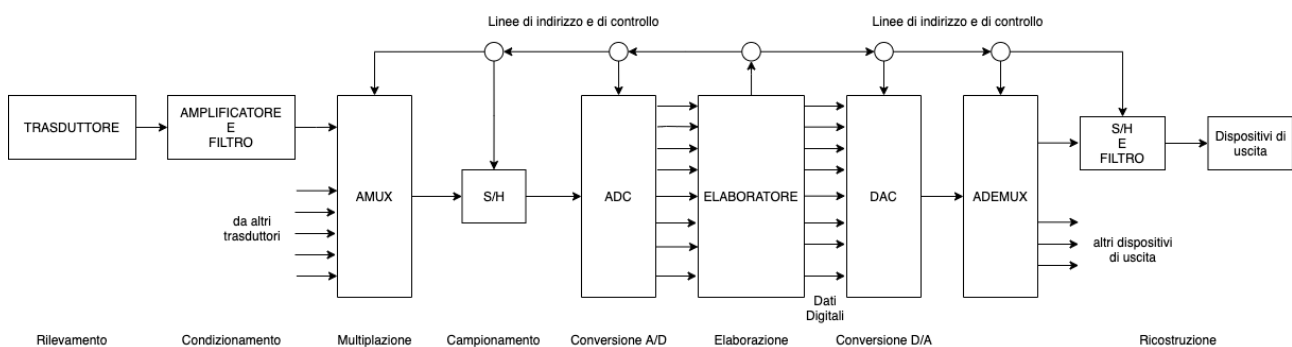 Linee di indirizzo e di controllo
Linee di indirizzo e di controllo
TRASDUTTORE
AMPLIFICATORE
E
FILTRO
AMUX
S/H
ADC
ELABORATORE
DAC
ADEMUX
S/H
E
FILTRO
Dispositivi di
uscita
da altri
trasduttori
altri dispositivi
di uscita
Dati
Digitali
Rilevamento
Condizionamento
Multiplazione
Campionamento
Conversione A/D
Elaborazione
Conversione D/A
Ricostruzione